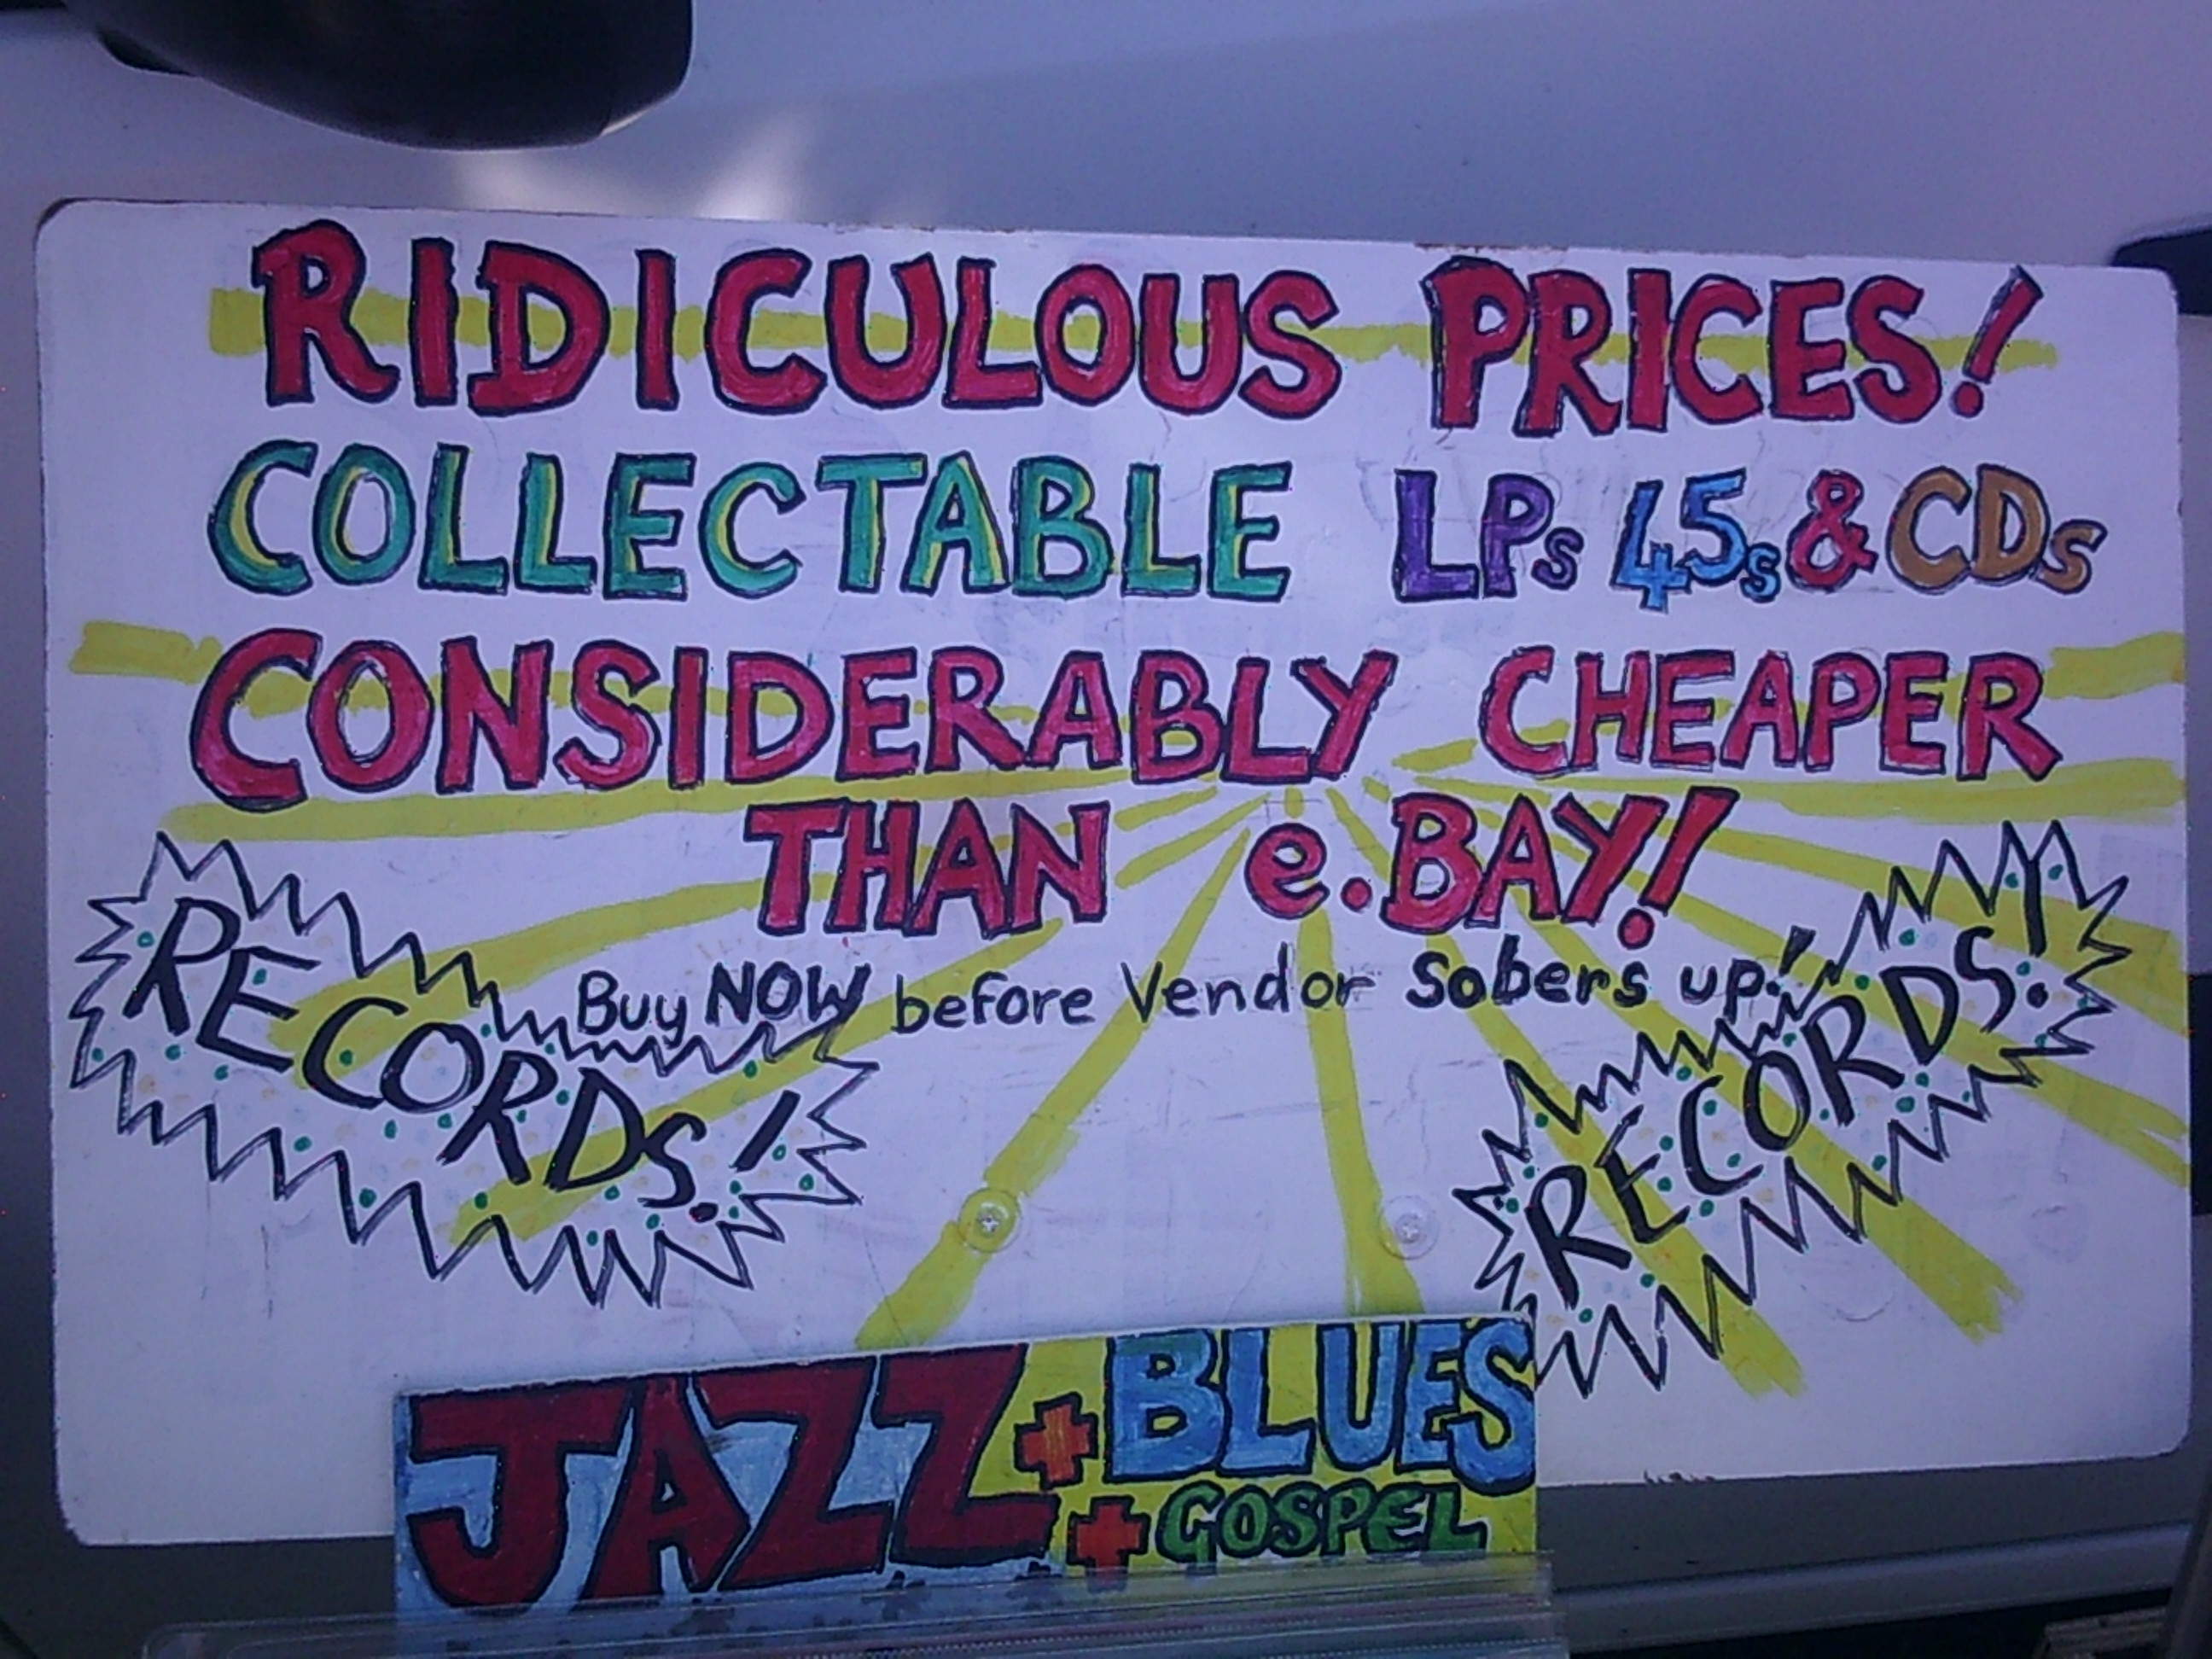 RIDICULOUS PRICES!
COLLECTABLE LPs 45s & CDs
CONSIDERABLY CHEAPER
THAN e.BAY!
Buy NOW before Vendor Sobers up!
RECORDS!
RECORDS!
JAZZ + BLUES
+ GOSPEL